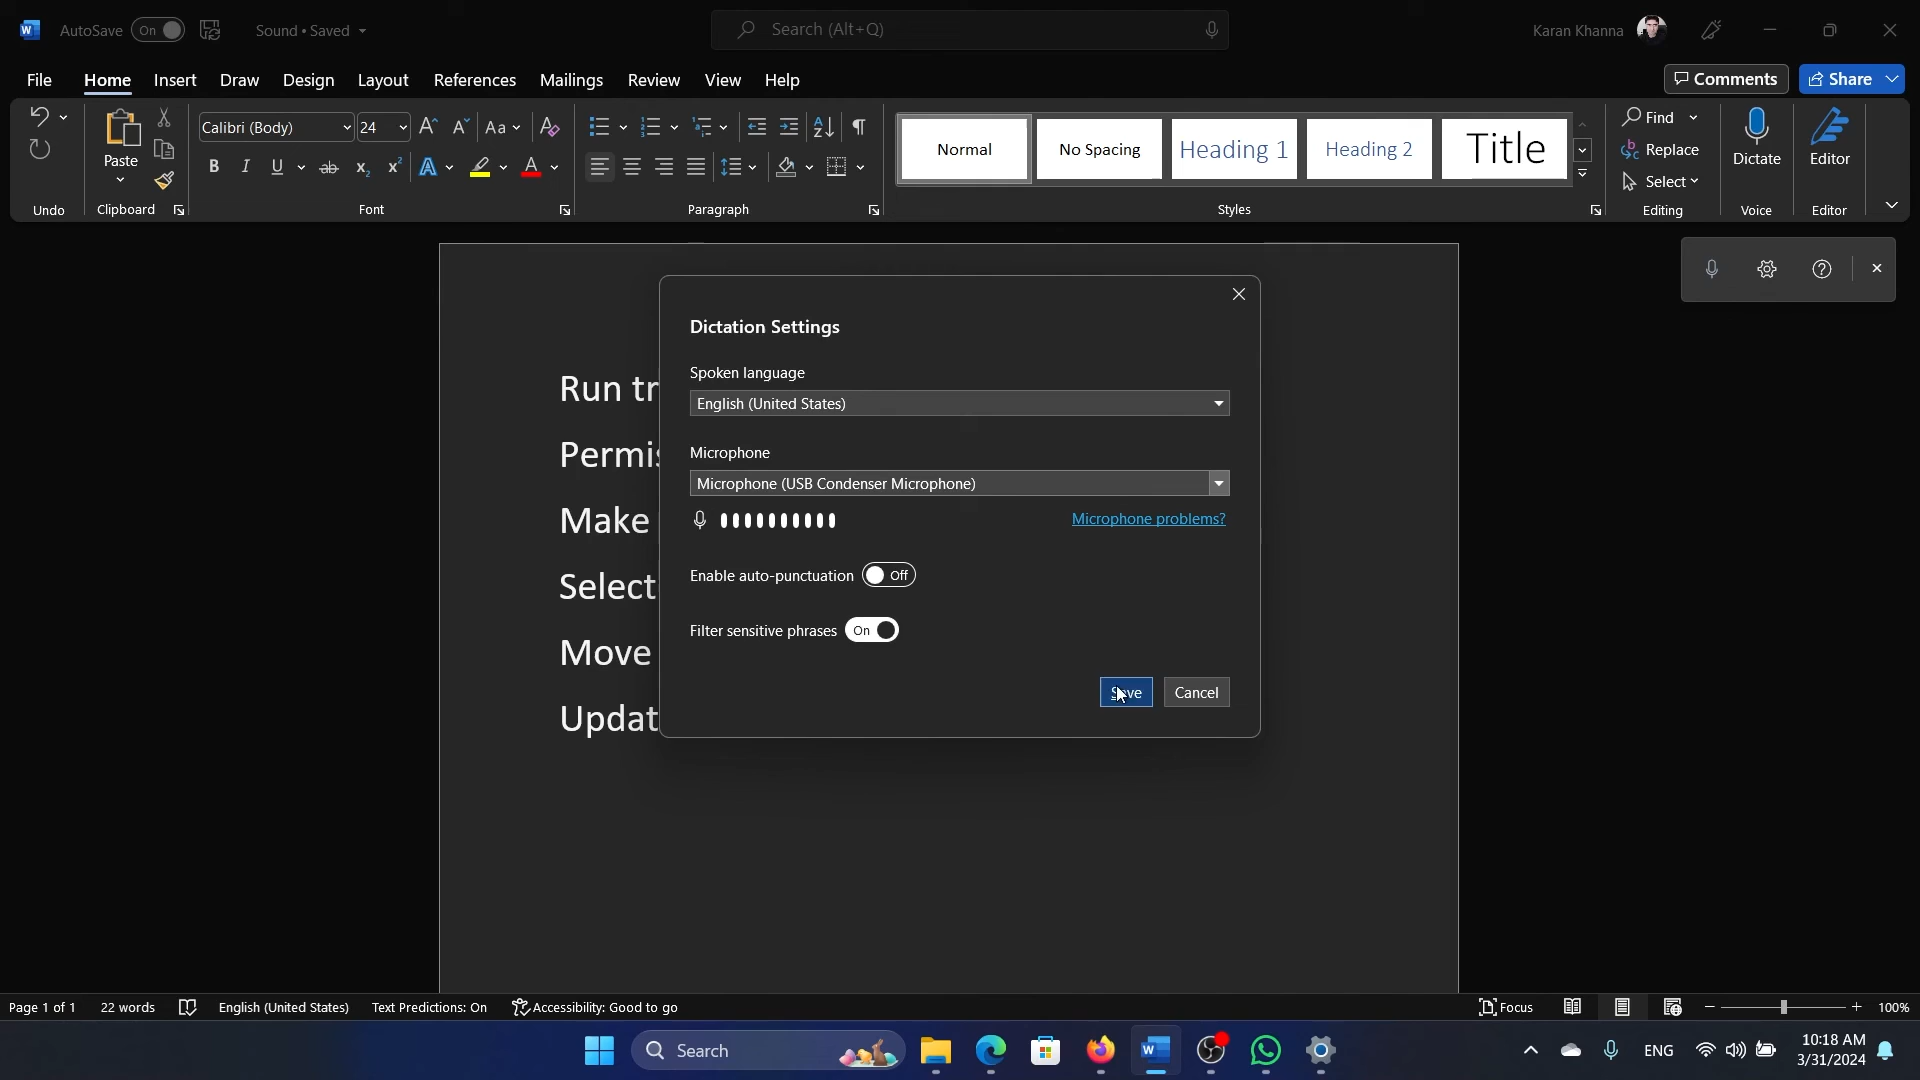 AutoSave On Sound • Saved Search (Alt+Q) Karan Khanna
File Home Insert Draw Design Layout References Mailings Review View Help Comments Share
Calibri (Body) 24 Aa
Paste
Undo Clipboard Font Paragraph
Normal No Spacing Heading 1 Heading 2 Title
Styles
Find
Replace
Select
Editing
Dictate
Voice
Editor
Editor
Run tr
Permis
Make
Select
Move
Updat
Dictation Settings
Spoken language
English (United States)
Microphone
Microphone (USB Condenser Microphone)
Microphone problems?
Enable auto-punctuation Off
Filter sensitive phrases On
Save Cancel
Page 1 of 1 22 words English (United States) Text Predictions: On Accessibility: Good to go Focus 100%
Search ENG 10:18 AM
3/31/2024